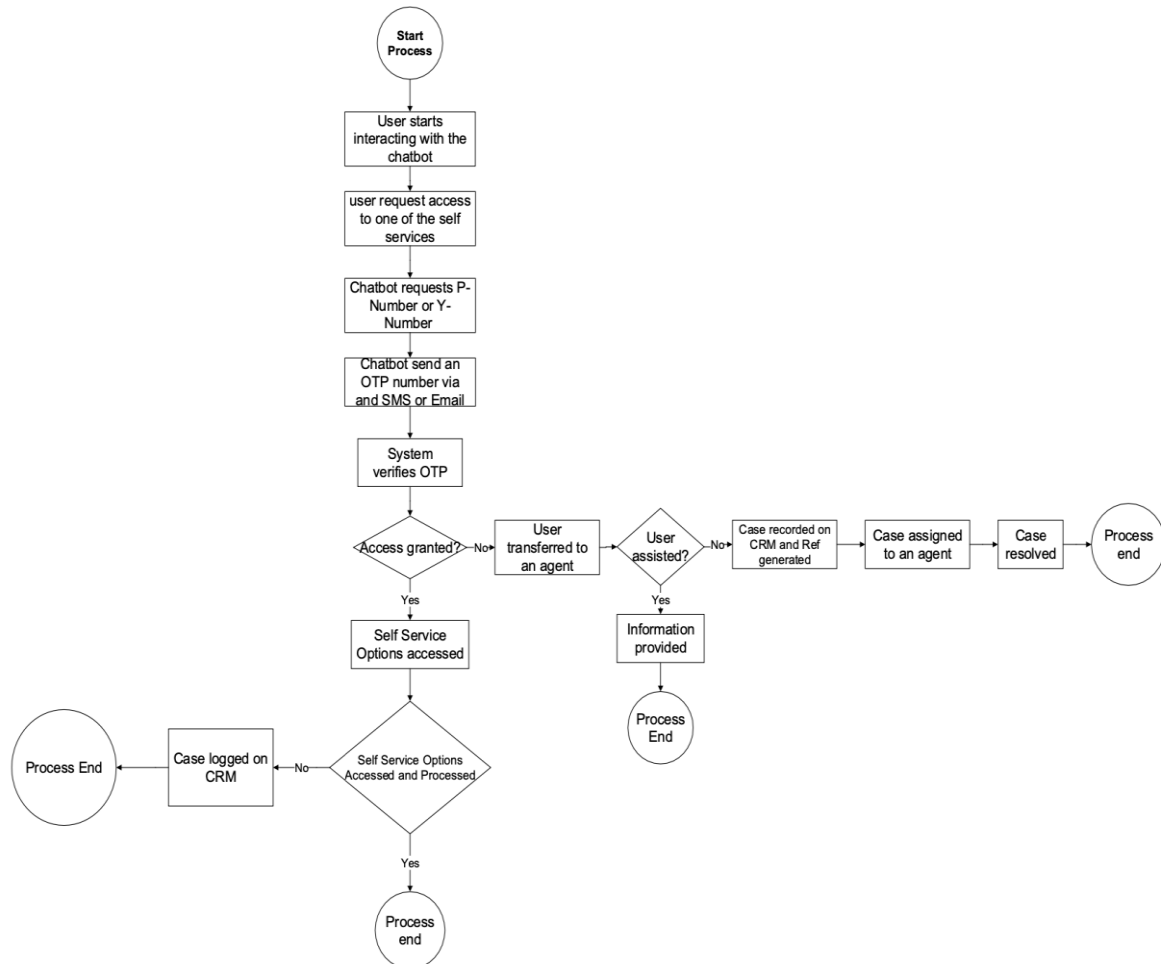 Start
Process
User starts
interacting with the
chatbot
user request access
to one of the self
services
Chatbot requests P-
Number or Y-
Number
Chatbot send an
OTP number via
and SMS or Email
System
verifies OTP
Access granted?
No
User
transferred to
an agent
User
assisted?
No
Case recorded on
CRM and Ref
generated
Case assigned
to an agent
Case
resolved
Process
end
Yes
Information
provided
Process
End
Yes
Self Service
Options accessed
Self Service Options
Accessed and Processed
No
Case logged on
CRM
Process End
Yes
Process
end